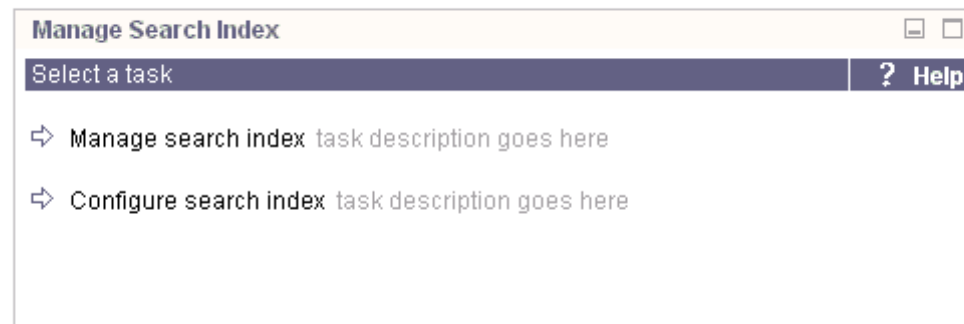 Manage Search Index
Select a task ? Help
Manage search index task description goes here
Configure search index task description goes here